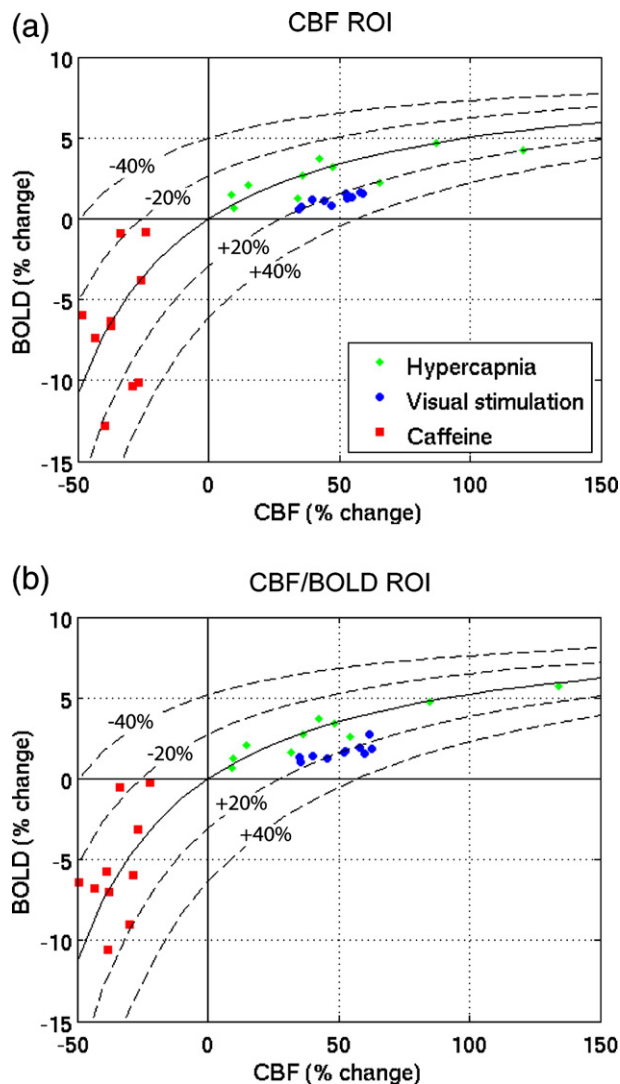 (a) CBF ROI
10
5
0
-5
-10
-15
BOLD (% change)
-40%
-20%
+20%
+40%
Hypercapnia
Visual stimulation
Caffeine
-50 0 50 100 150
CBF (% change)
(b) CBF/BOLD ROI
10
5
0
-5
-10
-15
BOLD (% change)
-40%
-20%
+20%
+40%
-50 0 50 100 150
CBF (% change)